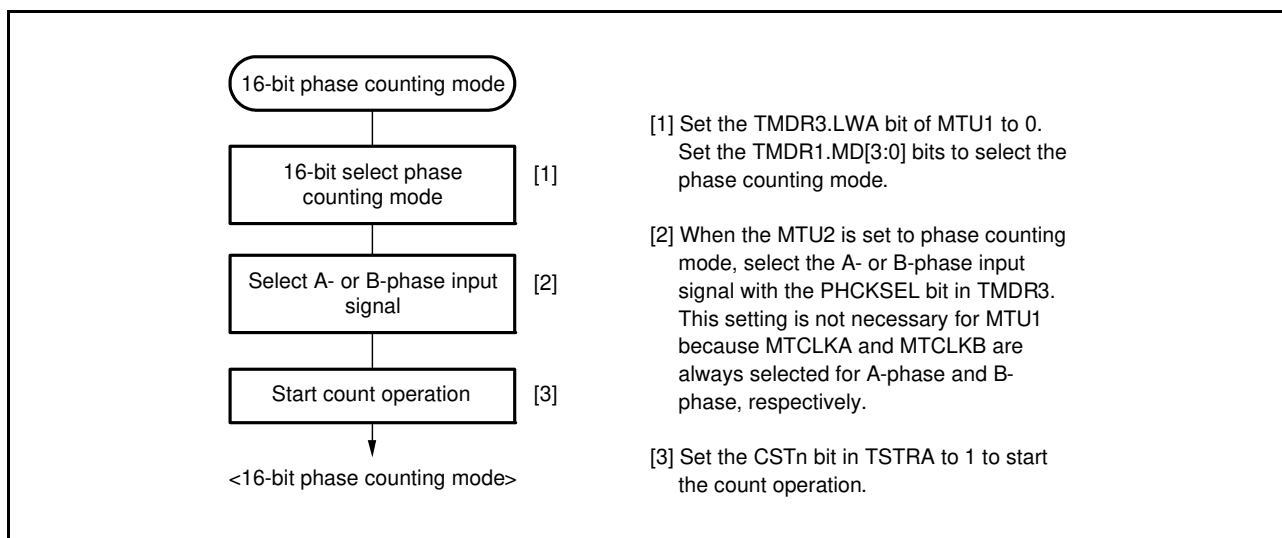 16-bit phase counting mode
16-bit select phase
counting mode
[1]
Select A- or B-phase input
signal
[2]
Start count operation
[3]
<16-bit phase counting mode>
[1] Set the TMDR3.LWA bit of MTU1 to 0.
Set the TMDR1.MD[3:0] bits to select the
phase counting mode.
[2] When the MTU2 is set to phase counting
mode, select the A- or B-phase input
signal with the PHCKSEL bit in TMDR3.
This setting is not necessary for MTU1
because MTCLKA and MTCLKB are
always selected for A-phase and B-
phase, respectively.
[3] Set the CSTn bit in TSTRA to 1 to start
the count operation.